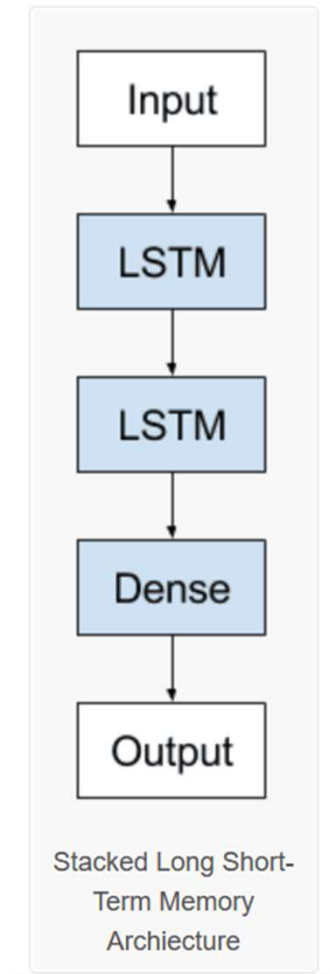 Input
LSTM
LSTM
Dense
Output
Stacked Long Short-
Term Memory
Archiecture